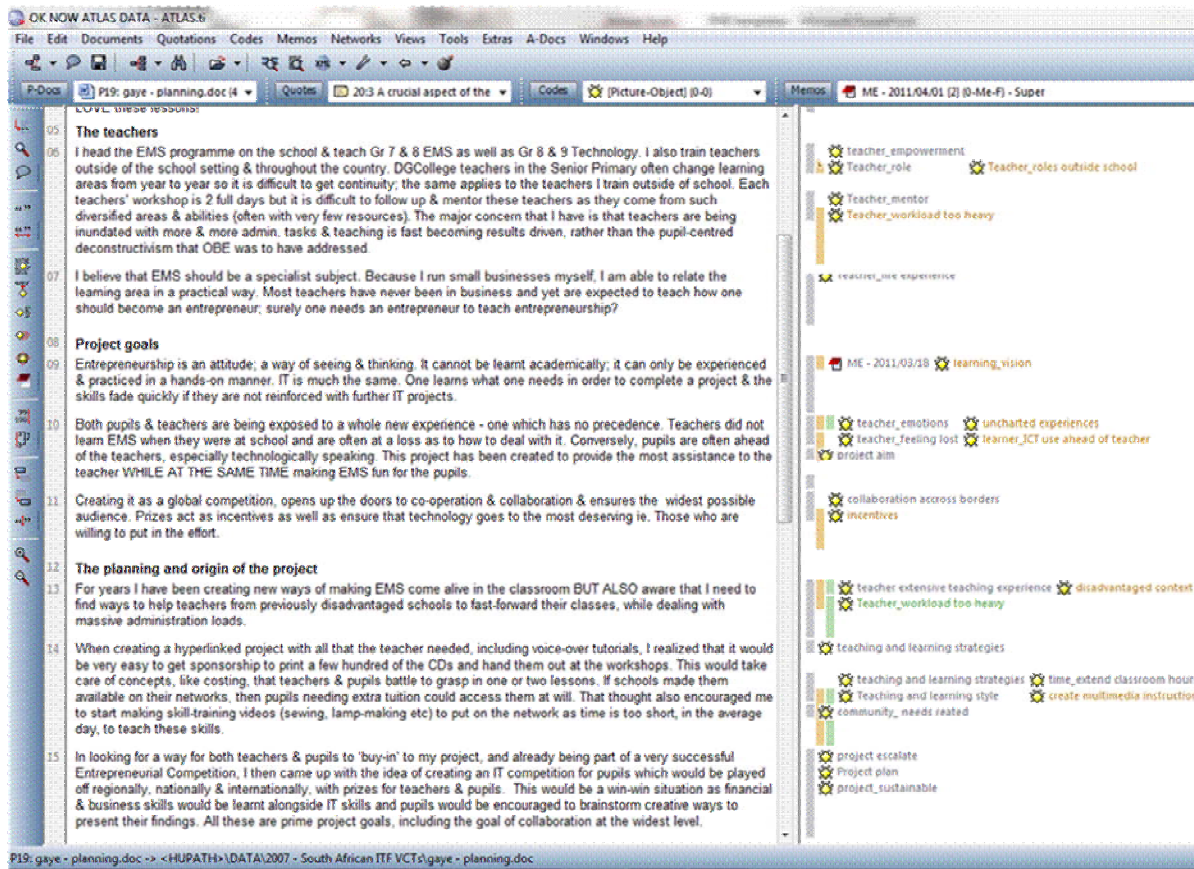 OK NOW ATLAS DATA - ATLAS.ti
File Edit Documents Quotations Codes Memos Networks Views Tools Extras A-Docs Windows Help
P-Docs P19: gaye - planning.doc (4 Quotes 20:3 A crucial aspect of the Codes [Picture-Object] (0-0) Memos ME - 2011/04/01 [2] (0-Me-F) - Super
LOVE these lessons!
05 The teachers
06 I head the EMS programme on the school & teach Gr 7 & 8 EMS as well as Gr 8 & 9 Technology. I also train teachers
outside of the school setting & throughout the country. DGCollege teachers in the Senior Primary often change learning
areas from year to year so it is difficult to get continuity; the same applies to the teachers I train outside of school. Each
teachers' workshop is 2 full days but it is difficult to follow up & mentor these teachers as they come from such
diversified areas & abilities (often with very few resources). The major concern that I have is that teachers are being
inundated with more & more admin. tasks & teaching is fast becoming results driven, rather than the pupil-centred
deconstructivism that OBE was to have addressed.
teacher_empowerment
Teacher_role Teacher_roles outside school
Teacher_mentor
Teacher_workload too heavy
07 I believe that EMS should be a specialist subject. Because I run small businesses myself, I am able to relate the
learning area in a practical way. Most teachers have never been in business and yet are expected to teach how one
should become an entrepreneur; surely one needs an entrepreneur to teach entrepreneurship?
teacher_life experience
08 Project goals
09 Entrepreneurship is an attitude; a way of seeing & thinking. It cannot be learnt academically; it can only be experienced
& practiced in a hands-on manner. IT is much the same. One learns what one needs in order to complete a project & the
skills fade quickly if they are not reinforced with further IT projects.
ME - 2011/03/18 learning_vision
10 Both pupils & teachers are being exposed to a whole new experience - one which has no precedence. Teachers did not
learn EMS when they were at school and are often at a loss as to how to deal with it. Conversely, pupils are often ahead
of the teachers, especially technologically speaking. This project has been created to provide the most assistance to the
teacher WHILE AT THE SAME TIME making EMS fun for the pupils.
teacher_emotions uncharted experiences
teacher_feeling lost learner_ICT use ahead of teacher
project aim
11 Creating it as a global competition, opens up the doors to co-operation & collaboration & ensures the widest possible
audience. Prizes act as incentives as well as ensure that technology goes to the most deserving ie. Those who are
willing to put in the effort.
collaboration accross borders
incentives
12 The planning and origin of the project
13 For years I have been creating new ways of making EMS come alive in the classroom BUT ALSO aware that I need to
find ways to help teachers from previously disadvantaged schools to fast-forward their classes, while dealing with
massive administration loads.
teacher extensive teaching experience disadvantaged context
Teacher_workload too heavy
14 When creating a hyperlinked project with all that the teacher needed, including voice-over tutorials, I realized that it would
be very easy to get sponsorship to print a few hundred of the CDs and hand them out at the workshops. This would take
care of concepts, like costing, that teachers & pupils battle to grasp in one or two lessons. If schools made them
available on their networks, then pupils needing extra tuition could access them at will. That thought also encouraged me
to start making skill-training videos (sewing, lamp-making etc) to put on the network as time is too short, in the average
day, to teach these skills.
teaching and learning strategies
teaching and learning strategies time_extend classroom hour
Teaching and learning style create multimedia instruction
community_ needs reated
15 In looking for a way for both teachers & pupils to 'buy-in' to my project, and already being part of a very successful
Entrepreneurial Competition, I then came up with the idea of creating an IT competition for pupils which would be played
off regionally, nationally & internationally, with prizes for teachers & pupils. This would be a win-win situation as financial
& business skills would be learnt alongside IT skills and pupils would be encouraged to brainstorm creative ways to
present their findings. All these are prime project goals, including the goal of collaboration at the widest level.
project escalate
Project plan
project_sustainable
P19: gaye - planning.doc -> <HUPATH>\DATA\2007 - South African ITF VCTs\gaye - planning.doc